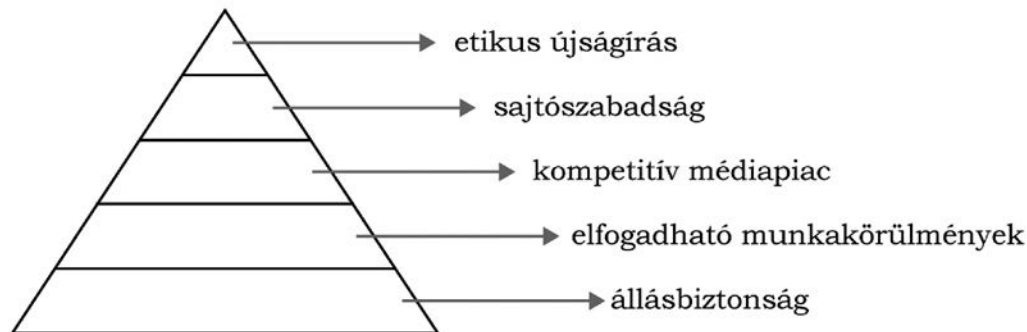 etikus újságírás
sajtószabadság
kompetitív médiapiac
elfogadható munkakörülmények
állásbiztonság